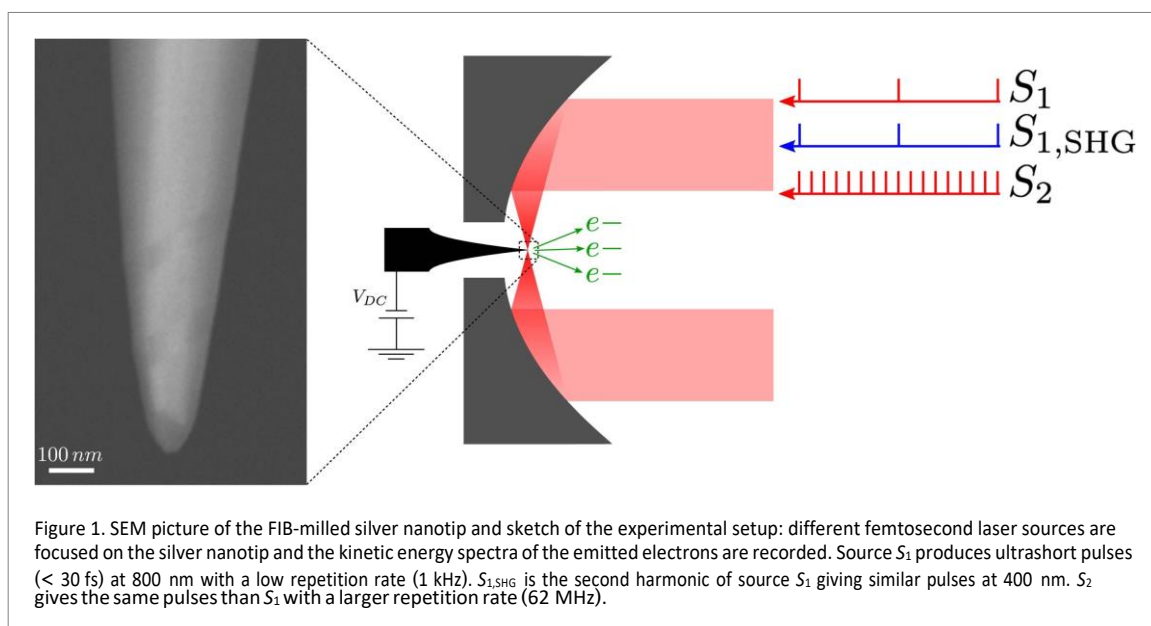 S1
S1,SHG
S2
e−
e−
e−
VDC
100 nm
Figure 1. SEM picture of the FIB-milled silver nanotip and sketch of the experimental setup: different femtosecond laser sources are
focused on the silver nanotip and the kinetic energy spectra of the emitted electrons are recorded. Source S1 produces ultrashort pulses
(< 30 fs) at 800 nm with a low repetition rate (1 kHz). S1,SHG is the second harmonic of source S1 giving similar pulses at 400 nm. S2
gives the same pulses than S1 with a larger repetition rate (62 MHz).